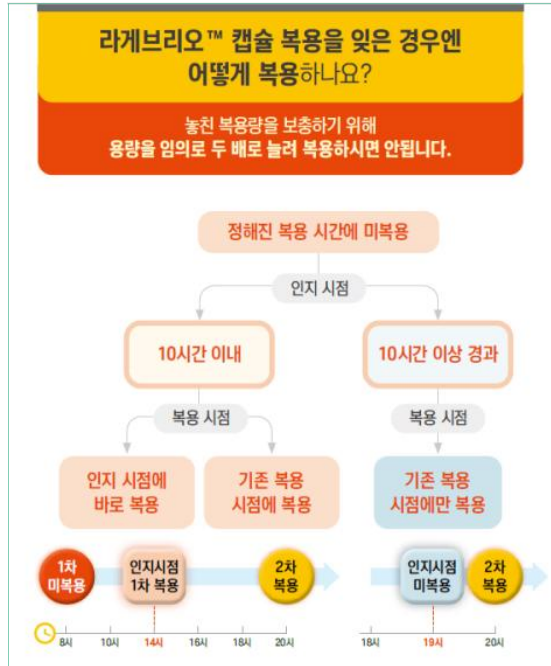 라게브리오™ 캡슐 복용을 잊은 경우엔
어떻게 복용하나요?
놓친 복용량을 보충하기 위해
용량을 임의로 두 배로 늘려 복용하시면 안됩니다.
정해진 복용 시간에 미복용
인지 시점
10시간 이내
10시간 이상 경과
복용 시점
복용 시점
인지 시점에
바로 복용
기존 복용
시점에 복용
기존 복용
시점에만 복용
1차
미복용
인지시점
1차 복용
2차
복용
인지시점
미복용
2차
복용
8시 10시 14시 16시 18시 20시
18시 19시 20시